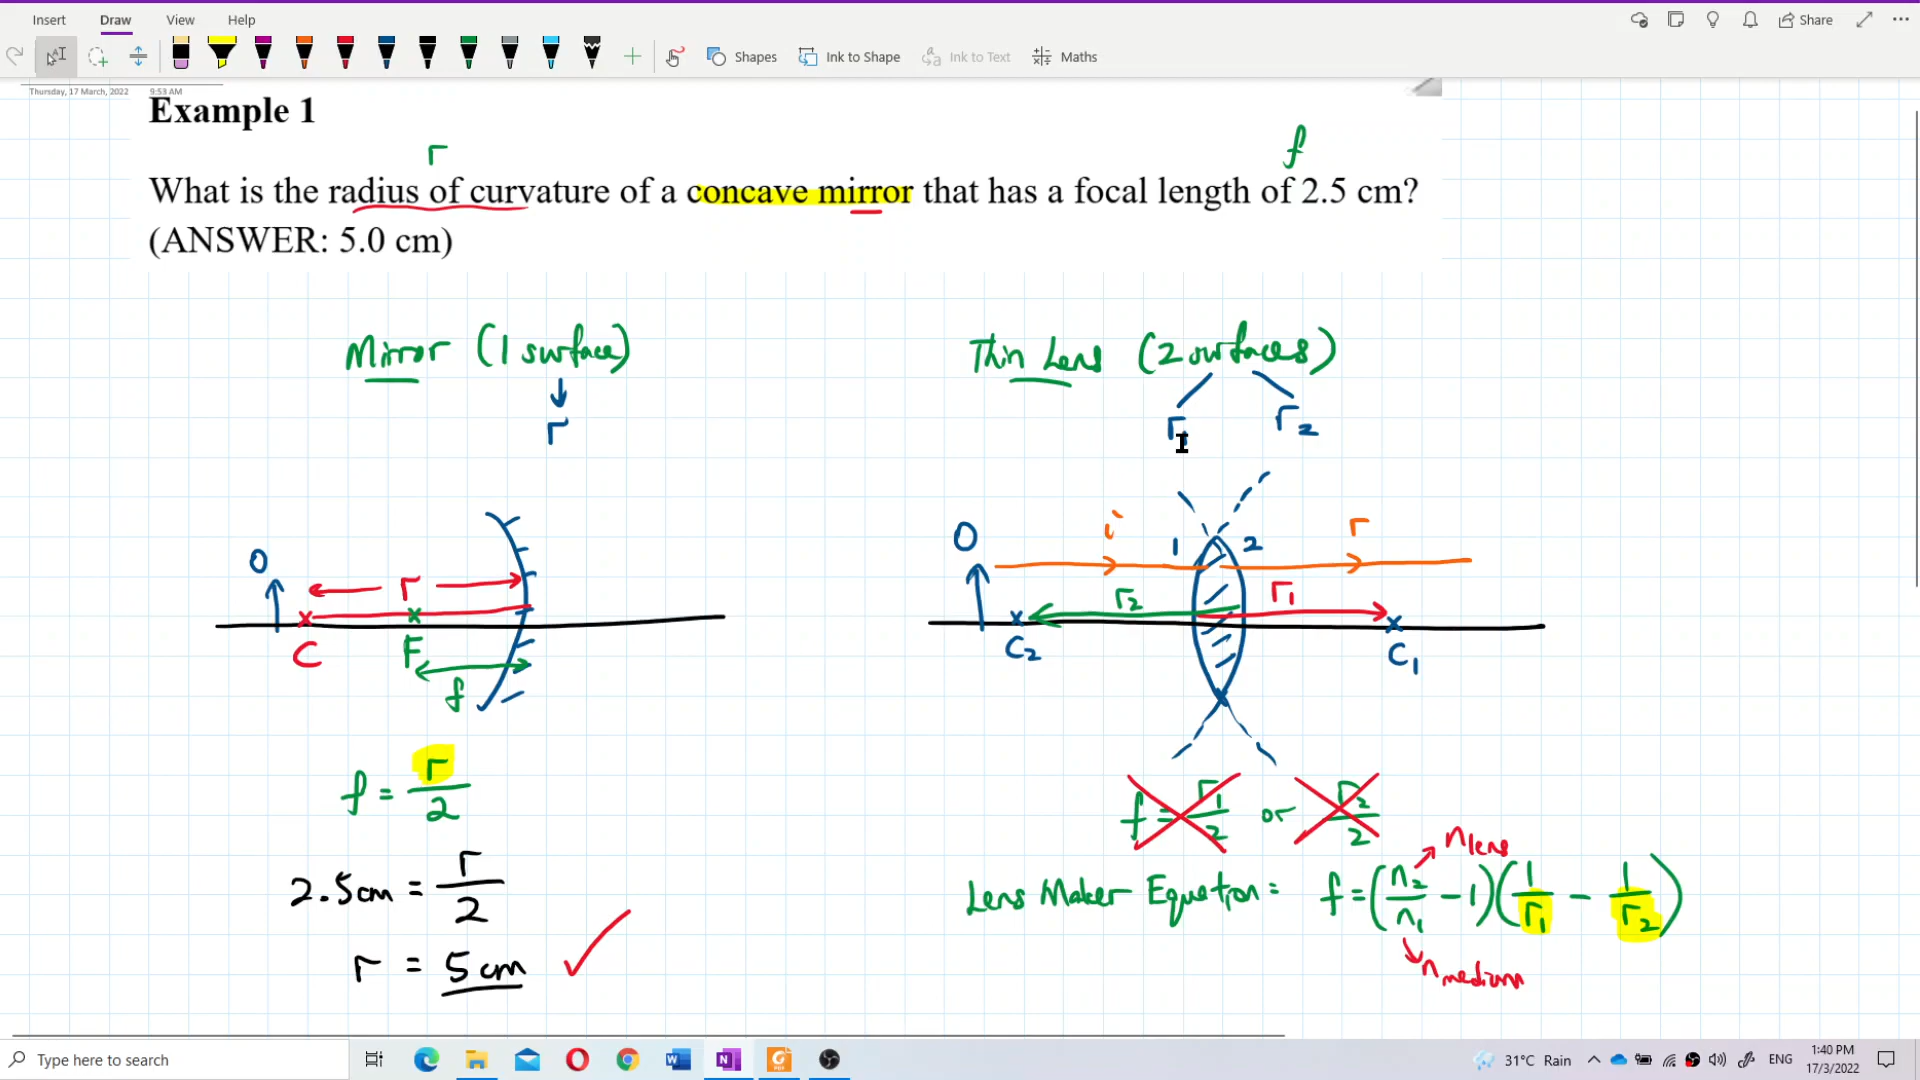 Insert Draw View Help
Share
Shapes Ink to Shape Ink to Text Maths
Thursday, 17 March, 2022 9:53 AM
Example 1
r f
What is the radius of curvature of a concave mirror that has a focal length of 2.5 cm?
(ANSWER: 5.0 cm)
Mirror (1 surface)
r
Thin Lens (2 surfaces)
r1 r2
O
r
C F
f
O i 1 2 r
r2 r1
C2 C1
f = r/2
2.5cm = r/2
r = 5cm
f = r1/2 or r2/2
nlens
Lens Maker Equation = f = (n2/n1 - 1)(1/r1 - 1/r2)
nmedium
Type here to search
31°C Rain
ENG
1:40 PM
17/3/2022